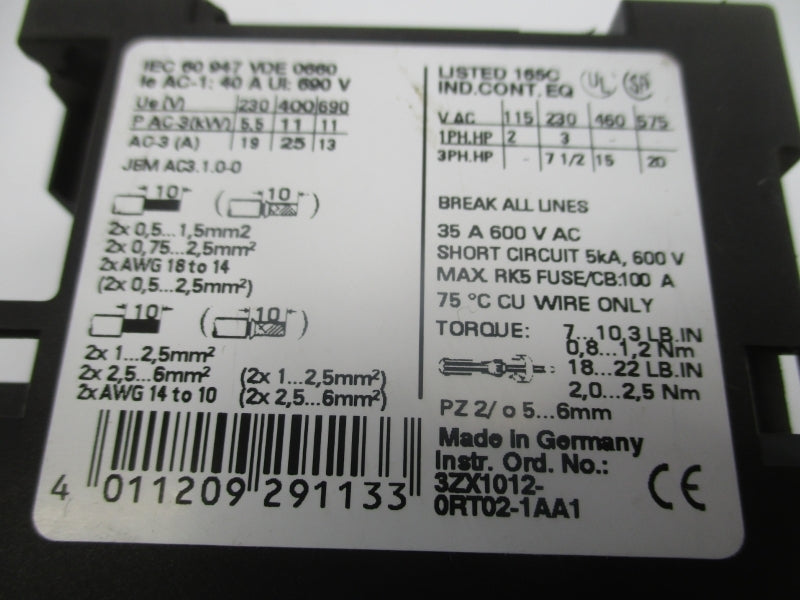 IEC 60 947 VDE 0660
Ie AC-1: 40 A Ui: 690 V
Ue (V) 230 400 690
P AC-3(kW) 5.5 11 11
AC-3 (A) 19 25 13
JBM AC3.1.0-0
10 ( 10 )
2x 0,5...1,5mm2
2x 0,75...2,5mm²
2x AWG 18 to 14
(2x 0,5...2,5mm²)
10 ( 10 )
2x 1...2,5mm²
2x 2,5...6mm² (2x 1...2,5mm²)
2x AWG 14 to 10 (2x 2,5...6mm²)
4 011209 291133
LISTED 165C UL SA
IND.CONT. EQ
V AC 115 230 460 575
1.PH.HP 2 3 -
3PH.HP - 7 1/2 15 20
BREAK ALL LINES
35 A 600 V AC
SHORT CIRCUIT 5kA, 600 V
MAX. RK5 FUSE/CB:100 A
75 °C CU WIRE ONLY
TORQUE: 7...10,3 LB.IN
0,8...1,2 Nm
18...22 LB.IN
2,0...2,5 Nm
PZ 2/ o 5...6mm
Made in Germany
Instr. Ord. No.:
3ZX1012-
0RT02-1AA1
CE